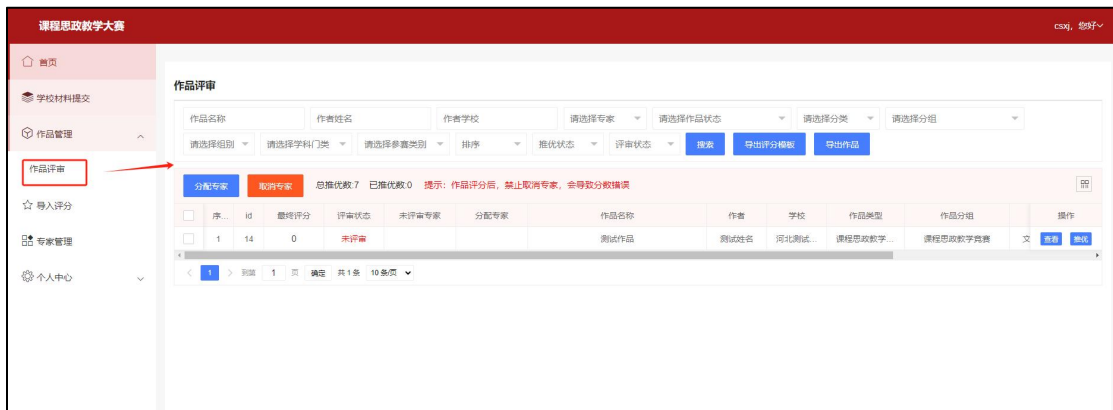 课程思政教学大赛
csxj, 您好
首页
学校材料提交
作品管理
作品评审
导入评分
专家管理
个人中心
作品评审
作品名称 作者姓名 作者学校 请选择专家 请选择作品状态 请选择分类 请选择分组
请选择组别 请选择学科门类 请选择参赛类别 排序 推优状态 评审状态 搜索 导出评分模板 导出作品
分配专家 取消专家 总推优数:7 已推优数:0 提示：作品评分后，禁止取消专家，会导致分数错误
序... id 最终评分 评审状态 未评审专家 分配专家 作品名称 作者 学校 作品类型 作品分组 操作
1 14 0 未评审 测试作品 测试姓名 河北测试... 课程思政教学... 课程思政教学竞赛 文 查看 推优
1 到第 1 页 确定 共1条 10条/页